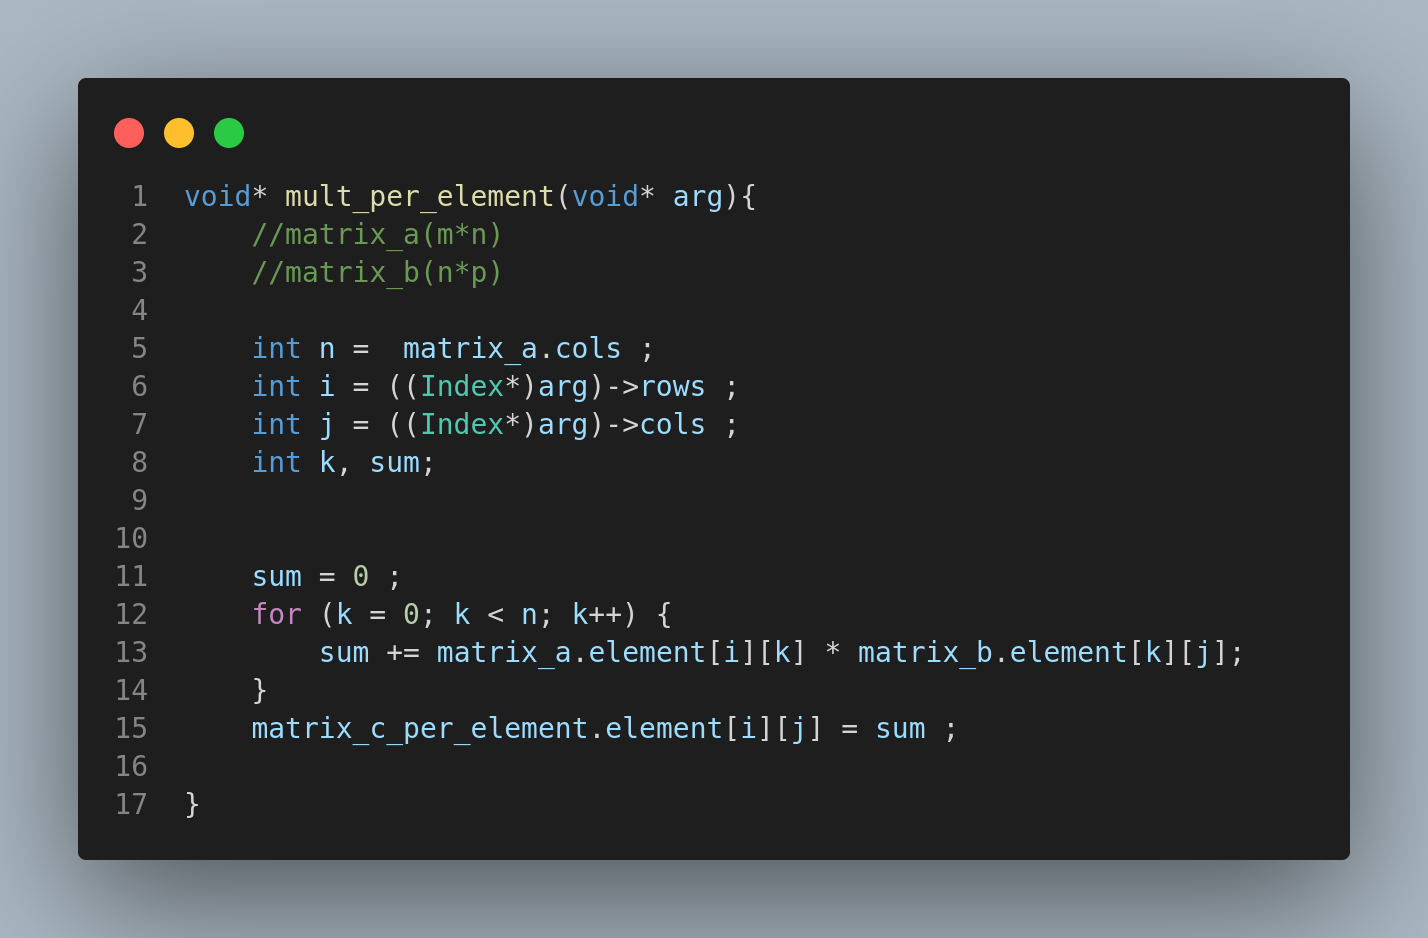 1 void* mult_per_element(void* arg){
2     //matrix_a(m*n)
3     //matrix_b(n*p)
4
5     int n =  matrix_a.cols ;
6     int i = ((Index*)arg)->rows ;
7     int j = ((Index*)arg)->cols ;
8     int k, sum;
9
10
11     sum = 0 ;
12     for (k = 0; k < n; k++) {
13         sum += matrix_a.element[i][k] * matrix_b.element[k][j];
14     }
15     matrix_c_per_element.element[i][j] = sum ;
16
17 }